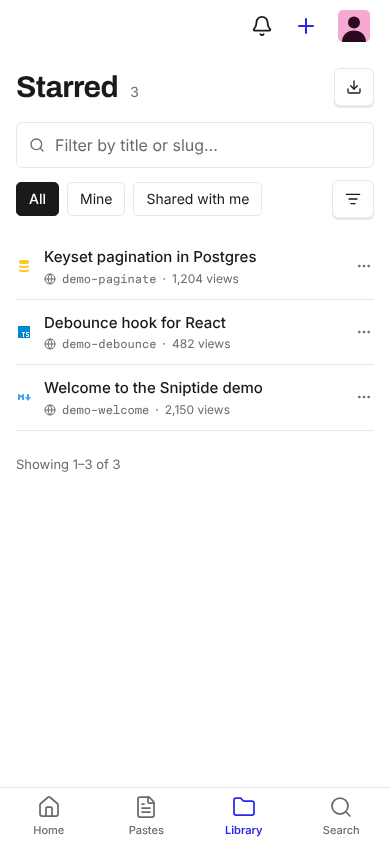 Starred 3
Filter by title or slug...
All Mine Shared with me
Keyset pagination in Postgres
demo-paginate · 1,204 views
TS
Debounce hook for React
demo-debounce · 482 views
Welcome to the Sniptide demo
demo-welcome · 2,150 views
Showing 1–3 of 3
Home Pastes Library Search